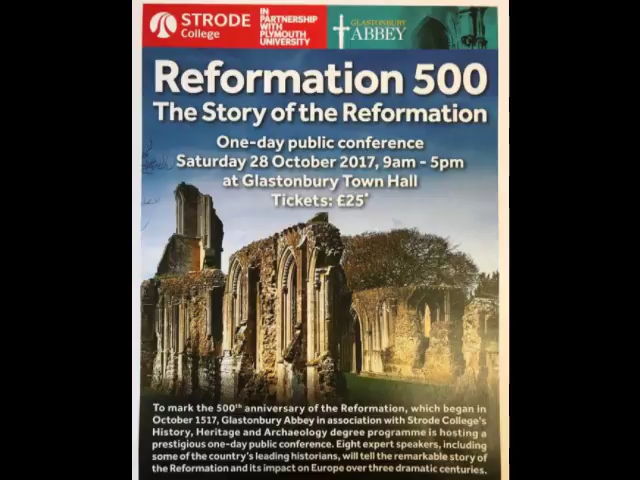 STRODE
College
IN
PARTNERSHIP
WITH
PLYMOUTH
UNIVERSITY
GLASTONBURY
ABBEY
Reformation 500
The Story of the Reformation
One-day public conference
Saturday 28 October 2017, 9am - 5pm
at Glastonbury Town Hall
Tickets: £25*
To mark the 500th anniversary of the Reformation, which began in
October 1517, Glastonbury Abbey in association with Strode College's
History, Heritage and Archaeology degree programme is hosting a
prestigious one-day public conference. Eight expert speakers, including
some of the country's leading historians, will tell the remarkable story of
the Reformation and its impact on Europe over three dramatic centuries.